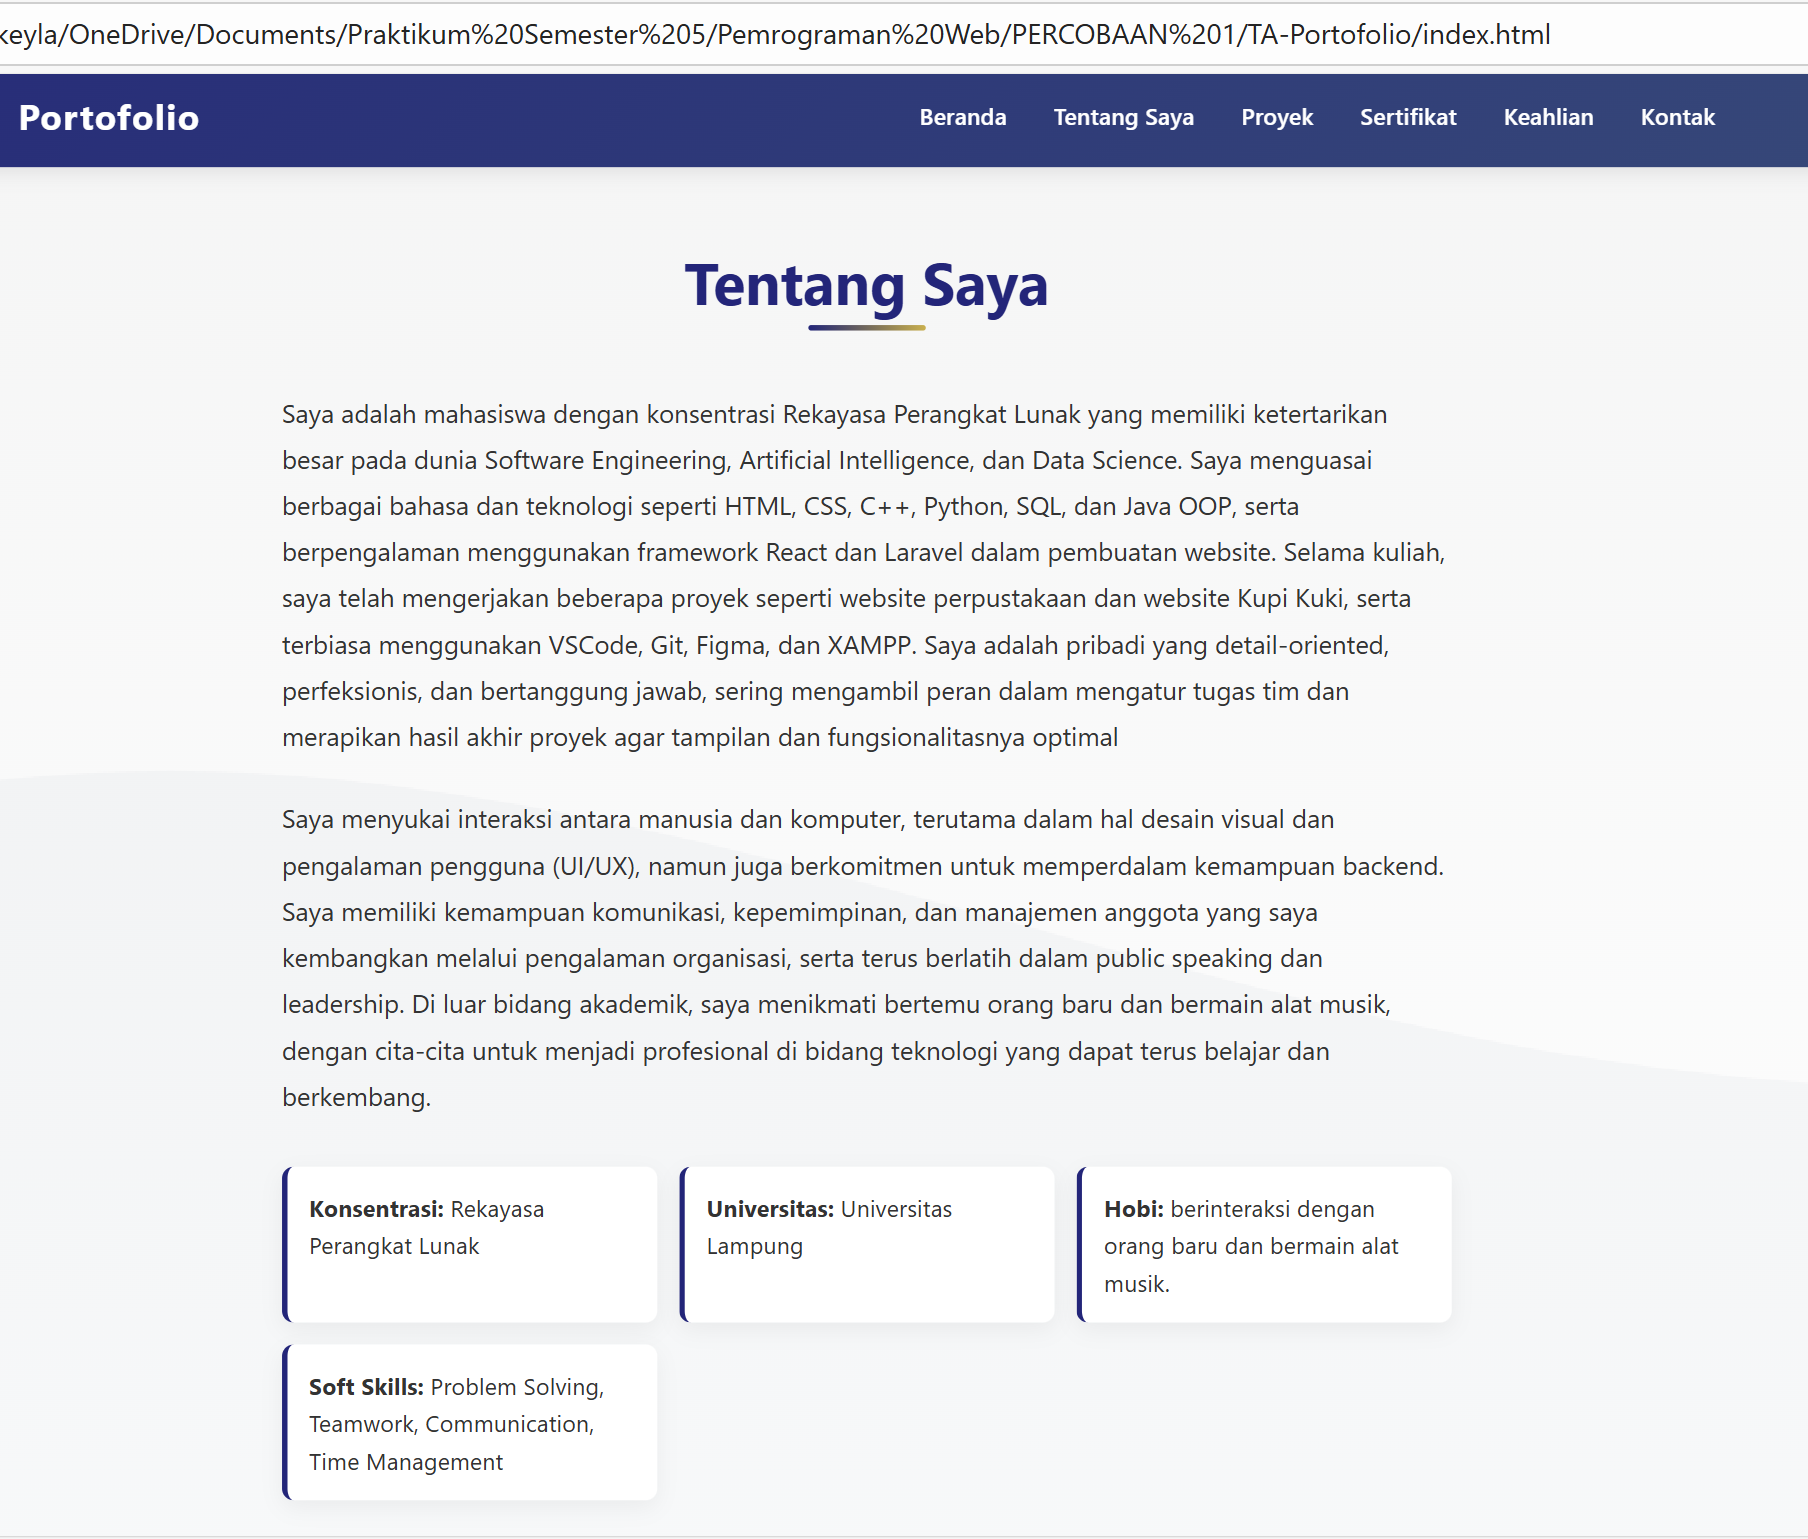 keyla/OneDrive/Documents/Praktikum%20Semester%205/Pemrograman%20Web/PERCOBAAN%201/TA-Portofolio/index.html
Portofolio
Beranda Tentang Saya Proyek Sertifikat Keahlian Kontak
Tentang Saya
Saya adalah mahasiswa dengan konsentrasi Rekayasa Perangkat Lunak yang memiliki ketertarikan
besar pada dunia Software Engineering, Artificial Intelligence, dan Data Science. Saya menguasai
berbagai bahasa dan teknologi seperti HTML, CSS, C++, Python, SQL, dan Java OOP, serta
berpengalaman menggunakan framework React dan Laravel dalam pembuatan website. Selama kuliah,
saya telah mengerjakan beberapa proyek seperti website perpustakaan dan website Kupi Kuki, serta
terbiasa menggunakan VSCode, Git, Figma, dan XAMPP. Saya adalah pribadi yang detail-oriented,
perfeksionis, dan bertanggung jawab, sering mengambil peran dalam mengatur tugas tim dan
merapikan hasil akhir proyek agar tampilan dan fungsionalitasnya optimal
Saya menyukai interaksi antara manusia dan komputer, terutama dalam hal desain visual dan
pengalaman pengguna (UI/UX), namun juga berkomitmen untuk memperdalam kemampuan backend.
Saya memiliki kemampuan komunikasi, kepemimpinan, dan manajemen anggota yang saya
kembangkan melalui pengalaman organisasi, serta terus berlatih dalam public speaking dan
leadership. Di luar bidang akademik, saya menikmati bertemu orang baru dan bermain alat musik,
dengan cita-cita untuk menjadi profesional di bidang teknologi yang dapat terus belajar dan
berkembang.
Konsentrasi: Rekayasa
Perangkat Lunak
Universitas: Universitas
Lampung
Hobi: berinteraksi dengan
orang baru dan bermain alat
musik.
Soft Skills: Problem Solving,
Teamwork, Communication,
Time Management